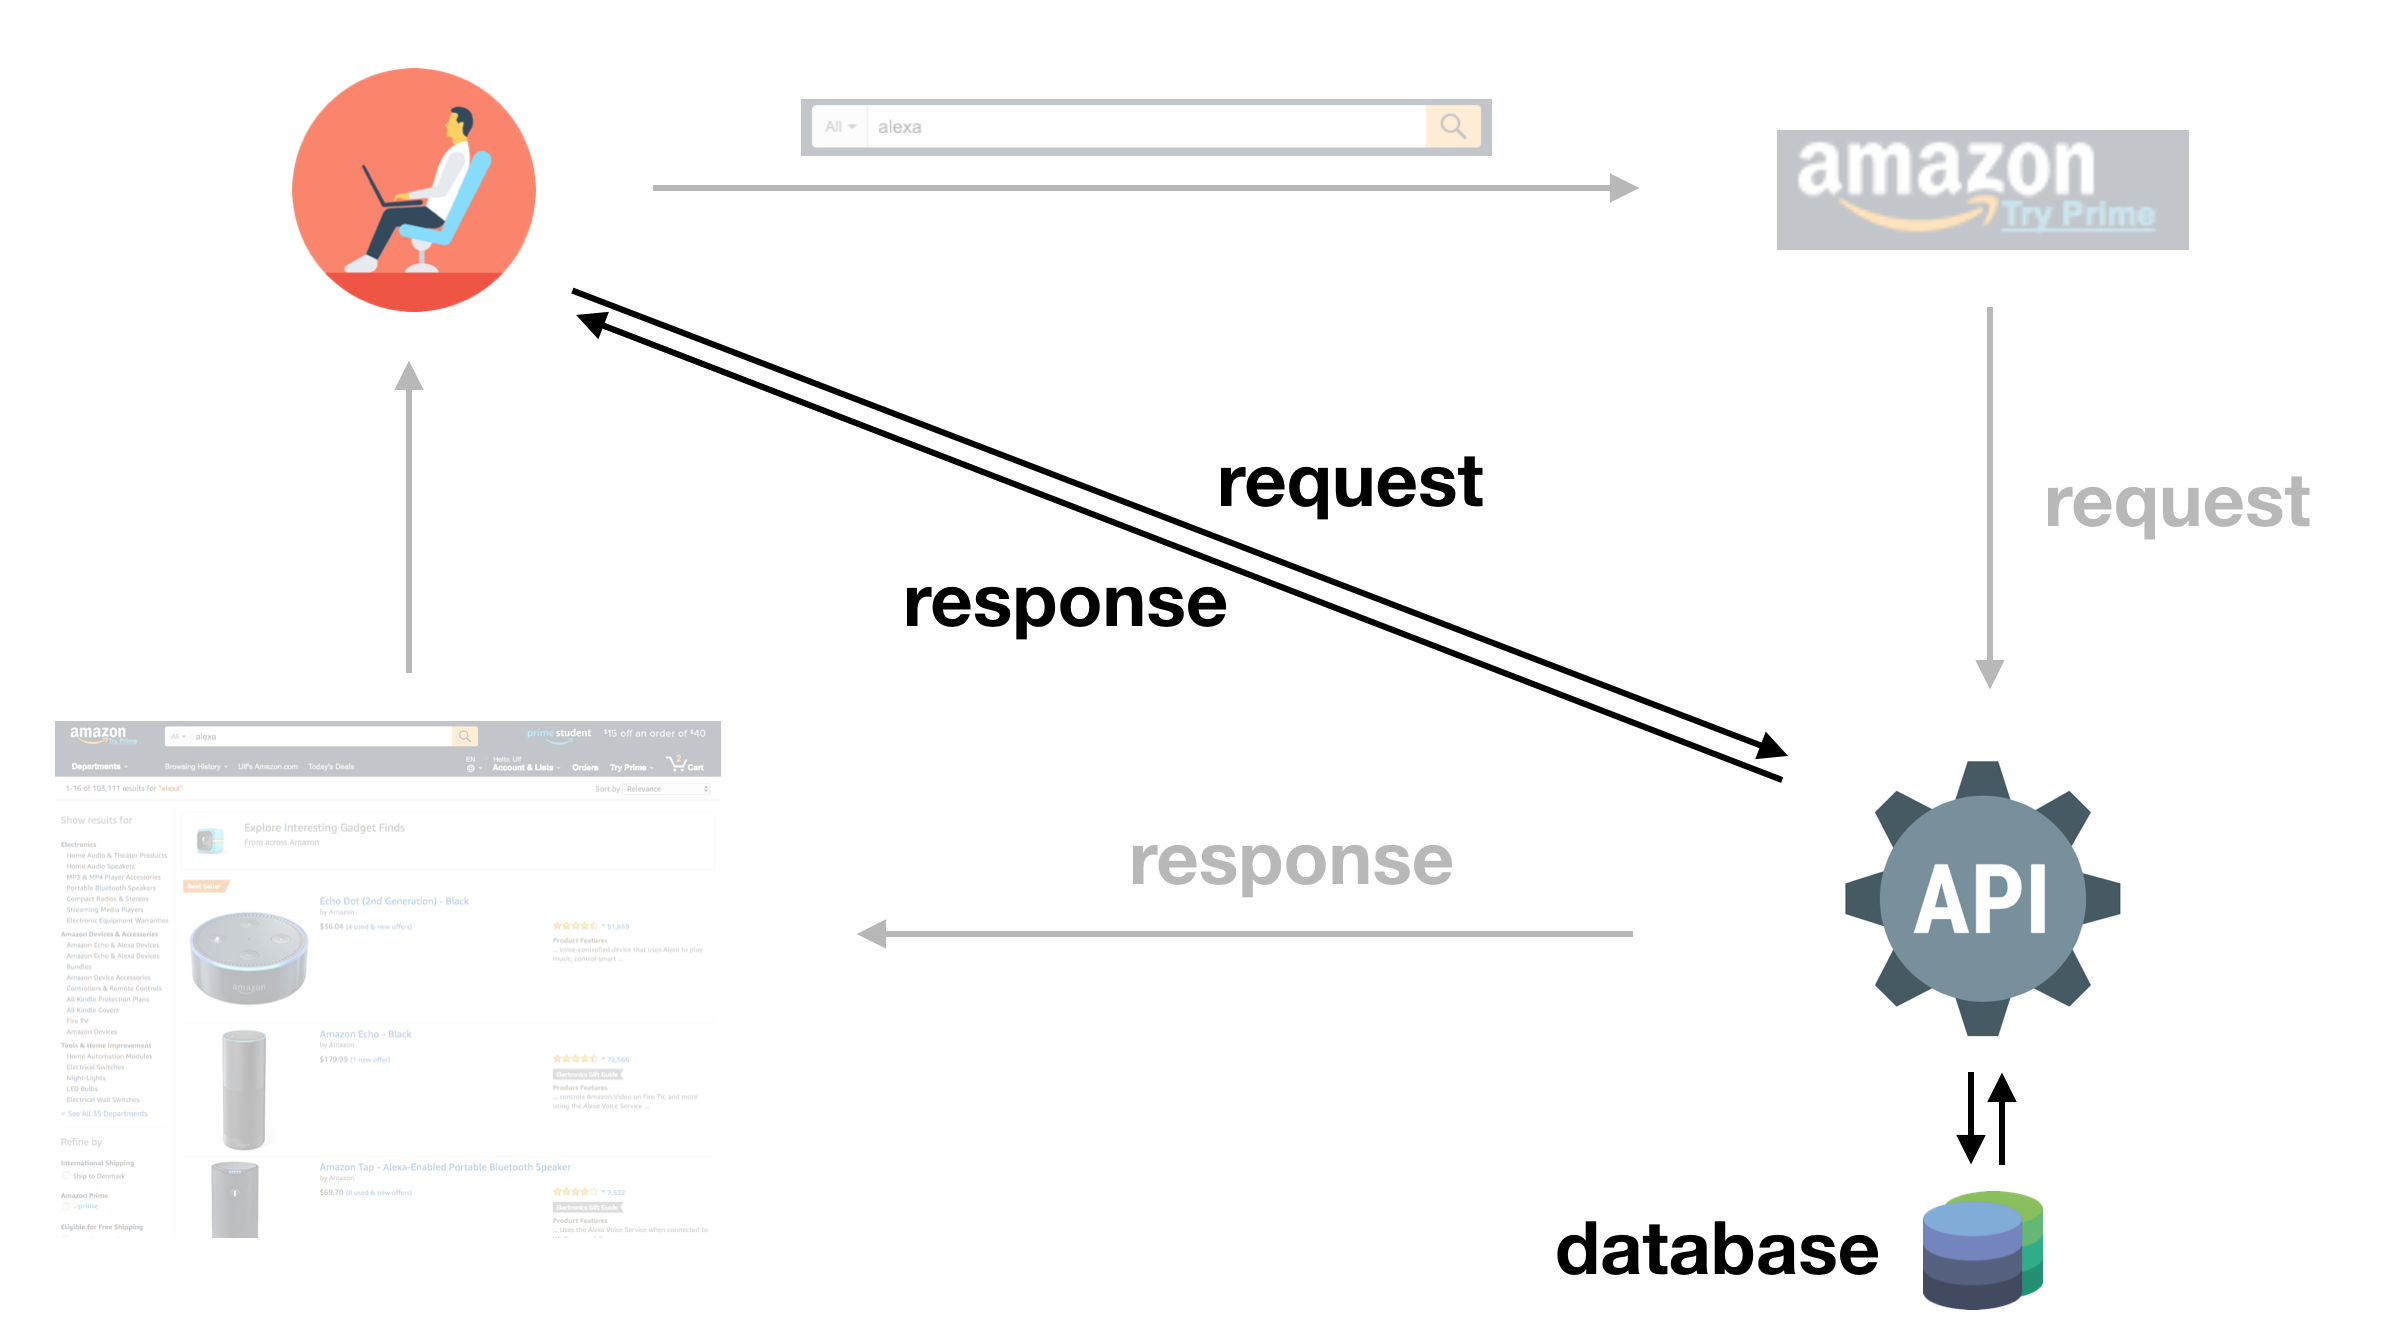 All
alexa
amazon
Try Prime
request
request
response
amazon
Try Prime
All
alexa
prime student
$15 off an order of $40
Departments
Browsing History
Ulf's Amazon.com
Today's Deals
EN
Hello, Ulf
Account & Lists
Orders
Try Prime
2
Cart
1-16 of 103,111 results for "alexa"
Sort by
Relevance
Show results for
Electronics
Home Audio & Theater Products
Home Audio Speakers
MP3 & MP4 Player Accessories
Portable Bluetooth Speakers
Compact Radios & Stereos
Streaming Media Players
Electronic Equipment Warranties
Amazon Devices & Accessories
Amazon Echo & Alexa Devices
Amazon Echo & Alexa Devices
Bundles
Amazon Device Accessories
Controllers & Remote Controls
All Kindle Protection Plans
All Kindle Covers
Fire TV
Amazon Devices
Tools & Home Improvement
Home Automation Modules
Electrical Switches
Night-Lights
LED Bulbs
Electrical Wall Switches
See All 35 Departments
Refine by
International Shipping
Ship to Denmark
Amazon Prime
prime
Eligible for Free Shipping
Explore Interesting Gadget Finds
From across Amazon
Best Seller
Echo Dot (2nd Generation) - Black
by Amazon
$36.04 (4 used & new offers)
51,859
Product Features
... voice-controlled device that uses Alexa to play
music, control smart ...
amazon
Amazon Echo - Black
by Amazon
$179.99 (1 new offer)
72,566
Electronics Gift Guide
Product Features
... controls Amazon Video on Fire TV, and more
using the Alexa Voice Service ...
Amazon Tap - Alexa-Enabled Portable Bluetooth Speaker
by Amazon
$69.70 (8 used & new offers)
7,522
Electronics Gift Guide
Product Features
... Uses the Alexa Voice Service when connected to
response
API
database